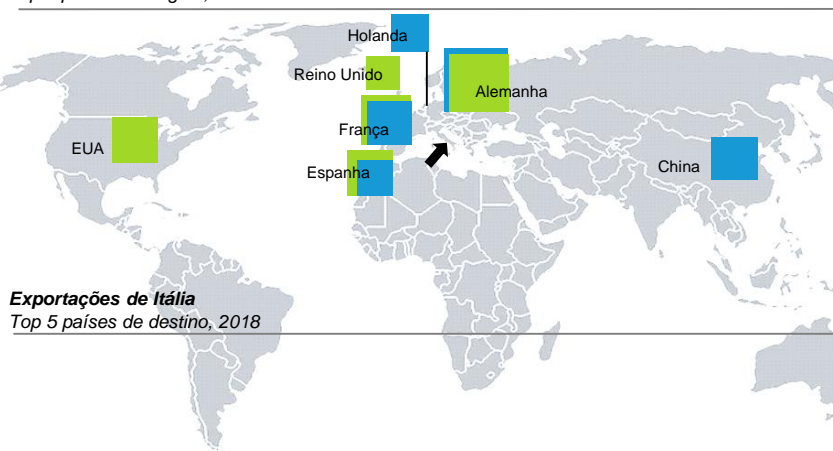 Holanda
Reino Unido
Alemanha
França
EUA
Espanha
China
Exportações de Itália
Top 5 países de destino, 2018